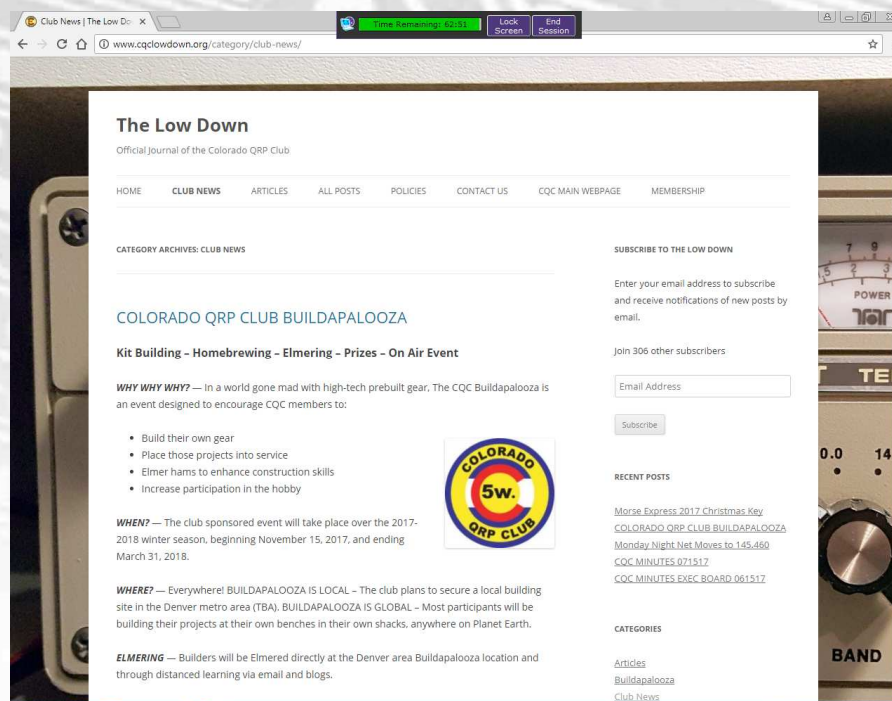 Club News | The Low Do
Time Remaining: 62:51
Lock Screen
End Session
www.cqclowdown.org/category/club-news/
The Low Down
Official Journal of the Colorado QRP Club
HOME CLUB NEWS ARTICLES ALL POSTS POLICIES CONTACT US CQC MAIN WEBPAGE MEMBERSHIP
CATEGORY ARCHIVES: CLUB NEWS
COLORADO QRP CLUB BUILDAPALOOZA
Kit Building – Homebrewing – Elmering – Prizes – On Air Event
WHY WHY WHY? — In a world gone mad with high-tech prebuilt gear, The CQC Buildapalooza is
an event designed to encourage CQC members to:
• Build their own gear
• Place those projects into service
• Elmer hams to enhance construction skills
• Increase participation in the hobby
COLORADO
5w.
QRP CLUB
WHEN? — The club sponsored event will take place over the 2017-
2018 winter season, beginning November 15, 2017, and ending
March 31, 2018.
WHERE? — Everywhere! BUILDAPALOOZA IS LOCAL – The club plans to secure a local building
site in the Denver metro area (TBA). BUILDAPALOOZA IS GLOBAL – Most participants will be
building their projects at their own benches in their own shacks, anywhere on Planet Earth.
ELMERING — Builders will be Elmered directly at the Denver area Buildapalooza location and
through distanced learning via email and blogs.
SUBSCRIBE TO THE LOW DOWN
Enter your email address to subscribe
and receive notifications of new posts by
email.
Join 306 other subscribers
Email Address
Subscribe
RECENT POSTS
Morse Express 2017 Christmas Key
COLORADO QRP CLUB BUILDAPALOOZA
Monday Night Net Moves to 145.460
CQC MINUTES 071517
CQC MINUTES EXEC BOARD 061517
CATEGORIES
Articles
Buildapalooza
Club News
7 9
5 2 3
1
POWER
TE
0.0 14
BAND